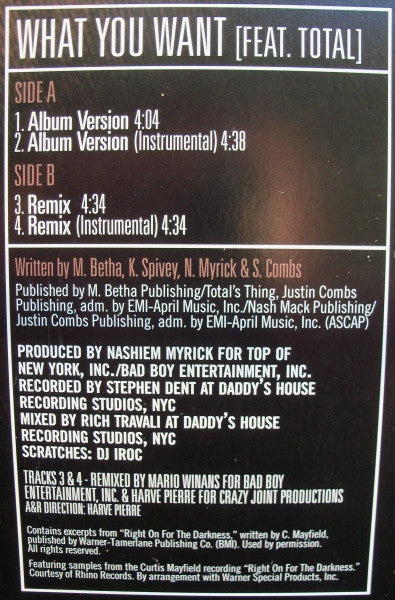 WHAT YOU WANT [FEAT. TOTAL]
SIDE A
1. Album Version 4:04
2. Album Version (Instrumental) 4:38
SIDE B
3. Remix 4:34
4. Remix (Instrumental) 4:34
Written by M. Betha, K. Spivey, N. Myrick & S. Combs
Published by M. Betha Publishing/Total's Thing, Justin Combs
Publishing, adm. by EMI-April Music, Inc./Nash Mack Publishing/
Justin Combs Publishing, adm. by EMI-April Music, Inc. (ASCAP)
PRODUCED BY NASHIEM MYRICK FOR TOP OF
NEW YORK, INC./BAD BOY ENTERTAINMENT, INC.
RECORDED BY STEPHEN DENT AT DADDY'S HOUSE
RECORDING STUDIOS, NYC
MIXED BY RICH TRAVALI AT DADDY'S HOUSE
RECORDING STUDIOS, NYC
SCRATCHES: DJ IROC
TRACKS 3 & 4 - REMIXED BY MARIO WINANS FOR BAD BOY
ENTERTAINMENT, INC. & HARVE PIERRE FOR CRAZY JOINT PRODUCTIONS
A&R DIRECTION: HARVE PIERRE
Contains excerpts from "Right On For The Darkness," written by C. Mayfield,
published by Warner-Tamerlane Publishing Co. (BMI). Used by permission.
All rights reserved.
Featuring samples from the Curtis Mayfield recording "Right On For The Darkness."
Courtesy of Rhino Records. By arrangement with Warner Special Products, Inc.